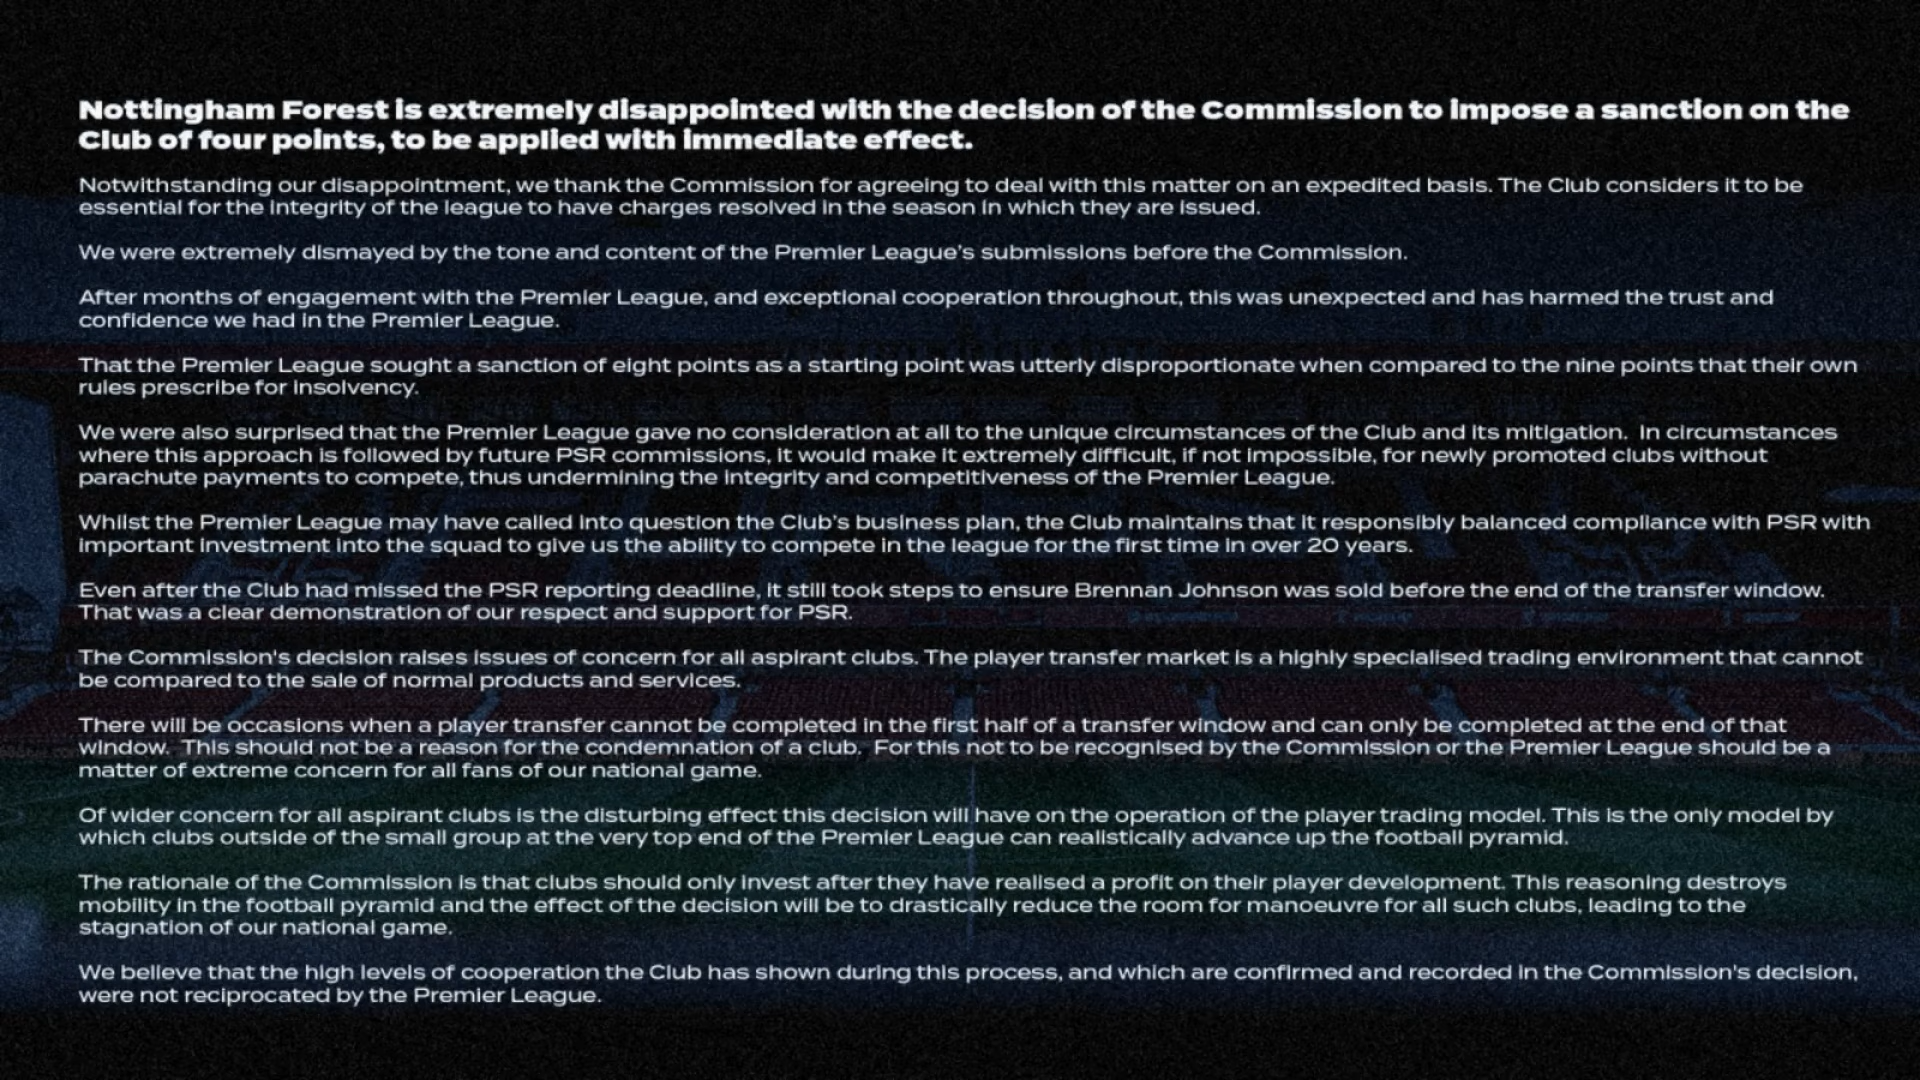 Nottingham Forest is extremely disappointed with the decision of the Commission to impose a sanction on the
Club of four points, to be applied with immediate effect.
Notwithstanding our disappointment, we thank the Commission for agreeing to deal with this matter on an expedited basis. The Club considers it to be
essential for the integrity of the league to have charges resolved in the season in which they are issued.
We were extremely dismayed by the tone and content of the Premier League's submissions before the Commission.
After months of engagement with the Premier League, and exceptional cooperation throughout, this was unexpected and has harmed the trust and
confidence we had in the Premier League.
That the Premier League sought a sanction of eight points as a starting point was utterly disproportionate when compared to the nine points that their own
rules prescribe for insolvency.
We were also surprised that the Premier League gave no consideration at all to the unique circumstances of the Club and its mitigation.  In circumstances
where this approach is followed by future PSR commissions, it would make it extremely difficult, if not impossible, for newly promoted clubs without
parachute payments to compete, thus undermining the integrity and competitiveness of the Premier League.
Whilst the Premier League may have called into question the Club's business plan, the Club maintains that it responsibly balanced compliance with PSR with
important investment into the squad to give us the ability to compete in the league for the first time in over 20 years.
Even after the Club had missed the PSR reporting deadline, it still took steps to ensure Brennan Johnson was sold before the end of the transfer window.
That was a clear demonstration of our respect and support for PSR.
The Commission's decision raises issues of concern for all aspirant clubs. The player transfer market is a highly specialised trading environment that cannot
be compared to the sale of normal products and services.
There will be occasions when a player transfer cannot be completed in the first half of a transfer window and can only be completed at the end of that
window.  This should not be a reason for the condemnation of a club.  For this not to be recognised by the Commission or the Premier League should be a
matter of extreme concern for all fans of our national game.
Of wider concern for all aspirant clubs is the disturbing effect this decision will have on the operation of the player trading model. This is the only model by
which clubs outside of the small group at the very top end of the Premier League can realistically advance up the football pyramid.
The rationale of the Commission is that clubs should only invest after they have realised a profit on their player development. This reasoning destroys
mobility in the football pyramid and the effect of the decision will be to drastically reduce the room for manoeuvre for all such clubs, leading to the
stagnation of our national game.
We believe that the high levels of cooperation the Club has shown during this process, and which are confirmed and recorded in the Commission's decision,
were not reciprocated by the Premier League.